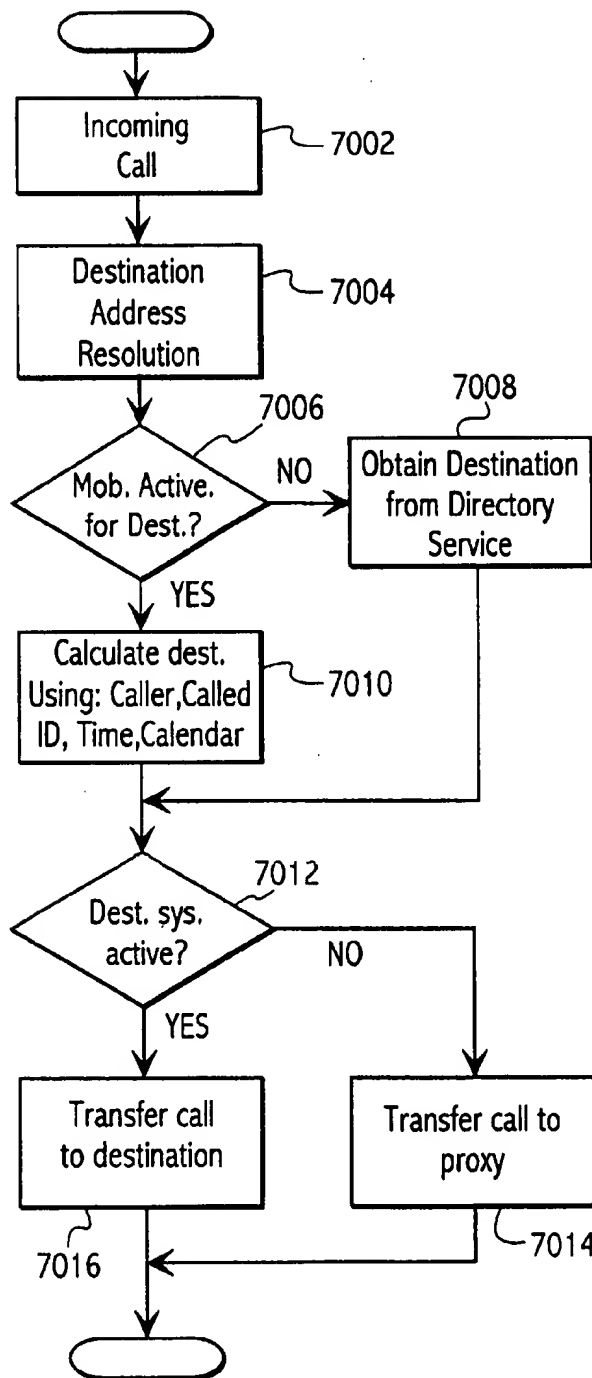 Incoming
Call
7002
Destination
Address
Resolution
7004
7006
Mob. Active.
for Dest.?
NO
YES
7008
Obtain Destination
from Directory
Service
Calculate dest.
Using: Caller,Called
ID, Time,Calendar
7010
7012
Dest. sys.
active?
NO
YES
Transfer call
to destination
7016
Transfer call to
proxy
7014